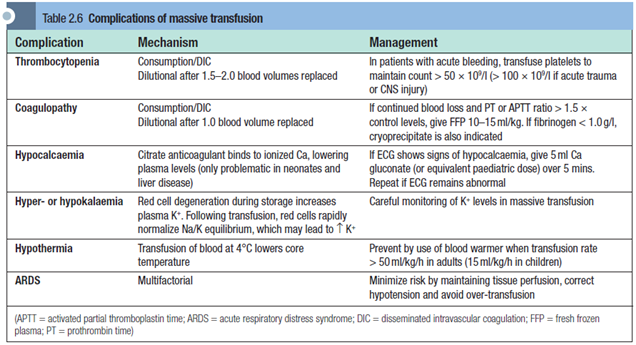 Table 2.6 Complications of massive transfusion
Complication Mechanism Management
Thrombocytopenia Consumption/DIC In patients with acute bleeding, transfuse platelets to
Dilutional after 1.5–2.0 blood volumes replaced maintain count > 50 × 10⁹/l (> 100 × 10⁹/l if acute trauma
or CNS injury)
Coagulopathy Consumption/DIC If continued blood loss and PT or APTT ratio > 1.5 ×
Dilutional after 1.0 blood volume replaced control levels, give FFP 10–15 ml/kg. If fibrinogen < 1.0 g/l,
cryoprecipitate is also indicated
Hypocalcaemia Citrate anticoagulant binds to ionized Ca, lowering If ECG shows signs of hypocalcaemia, give 5 ml Ca
plasma levels (only problematic in neonates and gluconate (or equivalent paediatric dose) over 5 mins.
liver disease) Repeat if ECG remains abnormal
Hyper- or hypokalaemia Red cell degeneration during storage increases Careful monitoring of K⁺ levels in massive transfusion
plasma K⁺. Following transfusion, red cells rapidly
normalize Na/K equilibrium, which may lead to ↑ K⁺
Hypothermia Transfusion of blood at 4°C lowers core Prevent by use of blood warmer when transfusion rate
temperature > 50 ml/kg/h in adults (15 ml/kg/h in children)
ARDS Multifactorial Minimize risk by maintaining tissue perfusion, correct
hypotension and avoid over-transfusion
(APTT = activated partial thromboplastin time; ARDS = acute respiratory distress syndrome; DIC = disseminated intravascular coagulation; FFP = fresh frozen
plasma; PT = prothrombin time)